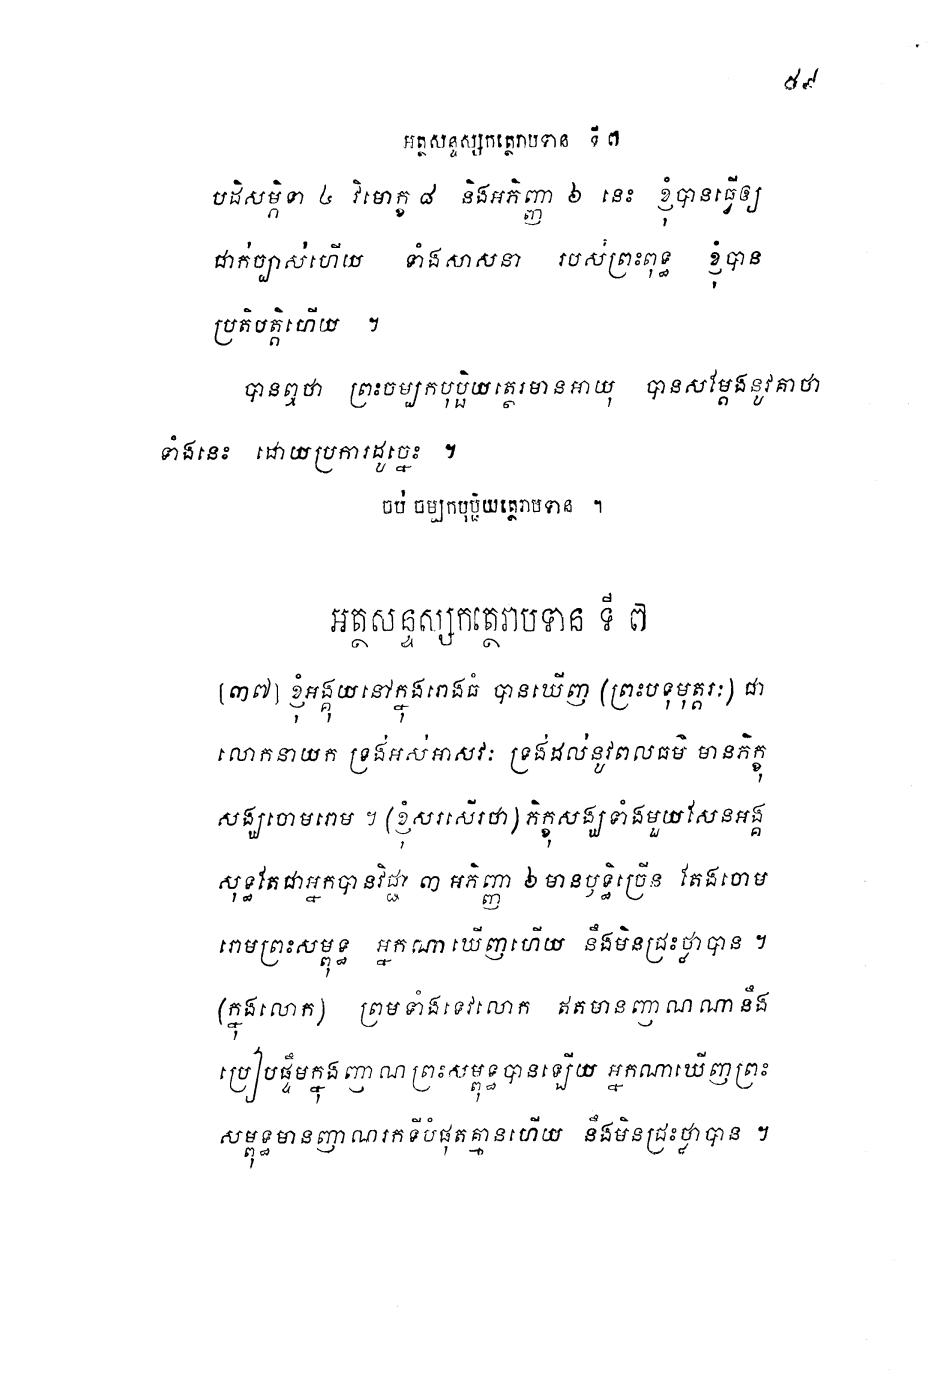 ៥៩
អត្ថសន្ទស្សកត្ថេរាបទាន ទី ៧
បដិសម្ភិទា ៤ វិមោក្ខ ៨ និងអភិញ្ញា ៦ នេះ ខ្ញុំបានធ្វើឲ្យ
ជាក់ច្បាស់ហើយ ទាំងសាសនា របស់ព្រះពុទ្ធ ខ្ញុំបាន
ប្រតិបត្តិហើយ ។
បានឮថា ព្រះចម្បកបុប្ផិយត្ថេរមានអាយុ បានសម្តែងនូវគាថា
ទាំងនេះ ដោយប្រការដូច្នេះ ។
ចប់ ចម្បកបុប្ផិយត្ថេរាបទាន ។
អត្ថសន្ទស្សកត្ថេរាបទាន ទី ៧
[៣៧] ខ្ញុំអង្គុយនៅក្នុងរោងធំ បានឃើញ (ព្រះបទុមុត្តរៈ) ជា
លោកនាយក ទ្រង់អស់អាសវៈ ទ្រង់ដល់នូវពលធម៌ មានភិក្ខុ
សង្ឃចោមរោម ។ (ខ្ញុំសរសើរថា) ភិក្ខុសង្ឃទាំងមួយសែនអង្គ
សុទ្ធតែជាអ្នកបានវិជ្ជា ៣ អភិញ្ញា ៦ មានឫទ្ធិច្រើន តែងចោម
រោមព្រះសម្ពុទ្ធ អ្នកណាឃើញហើយ នឹងមិនជ្រះថ្លាបាន ។
(ក្នុងលោក) ព្រមទាំងទេវលោក ឥតមានញាណណានឹង
ប្រៀបផ្ទឹមក្នុងញាណព្រះសម្ពុទ្ធបានឡើយ អ្នកណាឃើញព្រះ
សម្ពុទ្ធមានញាណរកទីបំផុតគ្មានហើយ នឹងមិនជ្រះថ្លាបាន ។